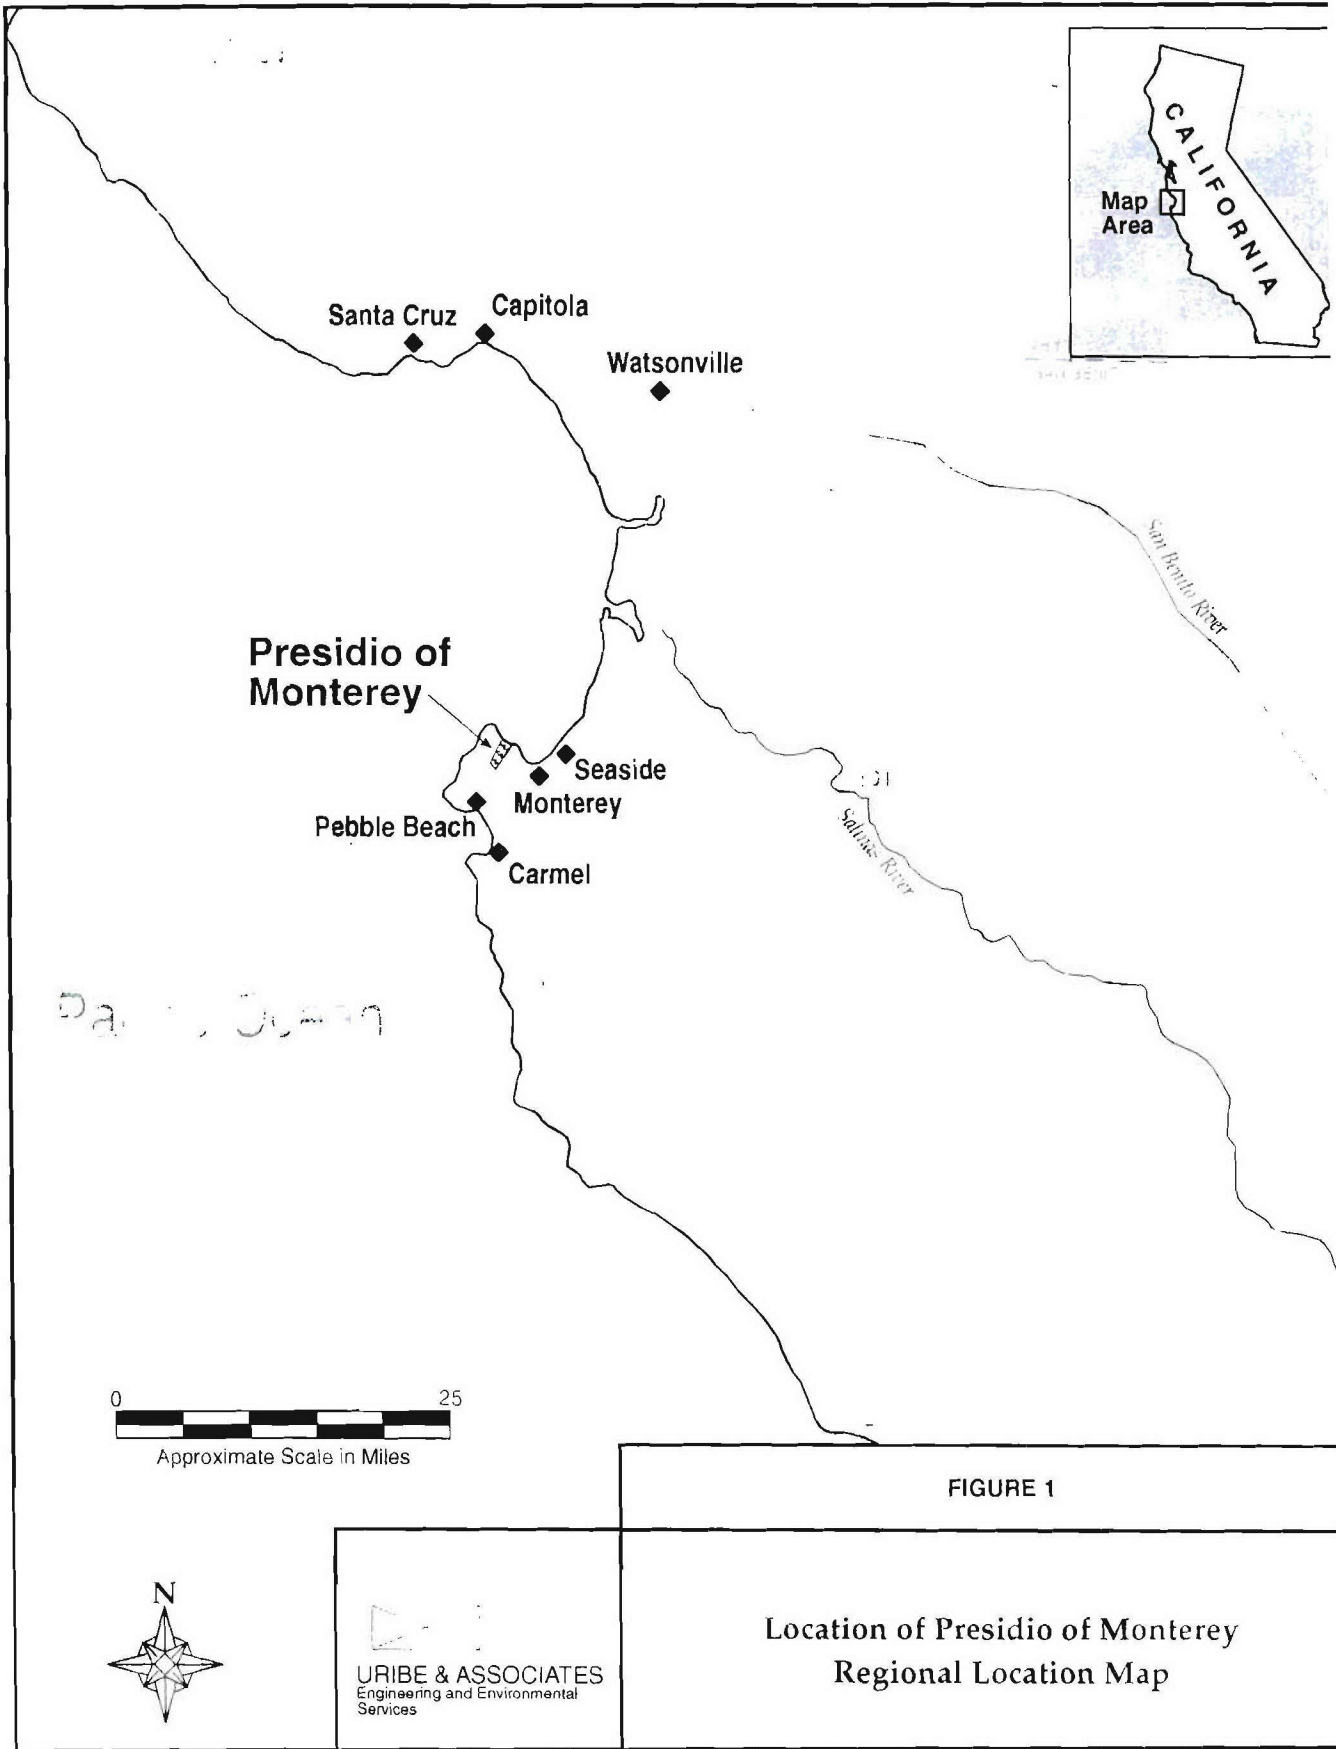 CALIFORNIA
Map
Area
Santa Cruz
Capitola
Watsonville
San Benito River
Presidio of
Monterey
Seaside
Monterey
Pebble Beach
Carmel
Salinas River
0 25
Approximate Scale in Miles
FIGURE 1
N
URIBE & ASSOCIATES
Engineering and Environmental
Services
Location of Presidio of Monterey
Regional Location Map